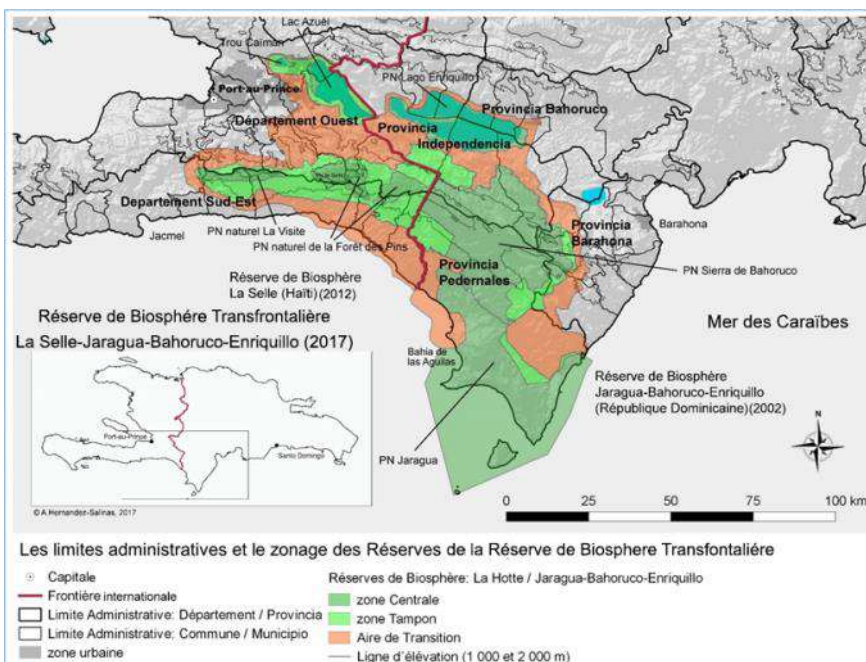 Lac Azuéi
Trou Caïman
PN Lago Enriquillo
Port-au-Prince
Provincia Bahoruco
Département Ouest
Provincia
Independencia
Departement Sud-Est
Provincia
Barahona
Barahona
Jacmel
PN naturel La Visite
PN naturel de la Forêt des Pins
PN Sierra de Bahoruco
Provincia
Pedernales
Réserve de Biosphère
La Selle (Haïti)(2012)
Réserve de Biosphère Transfrontalière
La Selle-Jaragua-Bahoruco-Enriquillo (2017)
Mer des Caraïbes
Bahía de
las Aguilas
Réserve de Biosphère
Jaragua-Bahoruco-Enriquillo
(République Dominicaine)(2002)
PN Jaragua
Port-au-Prince
Santo Domingo
N
© A Hernandez-Salinas, 2017
0 25 50 75 100 km
Les limites administratives et le zonage des Réserves de la Réserve de Biosphere Transfontaliére
Capitale
Frontière internationale
Limite Administrative: Département / Provincia
Limite Administrative: Commune / Municipio
zone urbaine
Réserves de Biosphère: La Hotte / Jaragua-Bahoruco-Enriquillo
zone Centrale
zone Tampon
Aire de Transition
Ligne d'élévation (1 000 et 2 000 m)